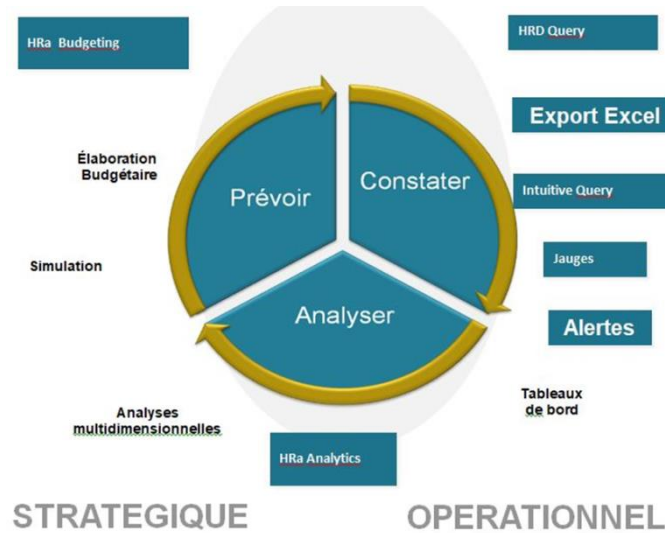 HRa Budgeting
HRD Query
Export Excel
Élaboration
Budgétaire
Prévoir
Constater
Intuitive Query
Simulation
Jauges
Analyser
Alertes
Analyses
multidimensionnelles
Tableaux
de bord
HRa Analytics
STRATEGIQUE
OPERATIONNEL